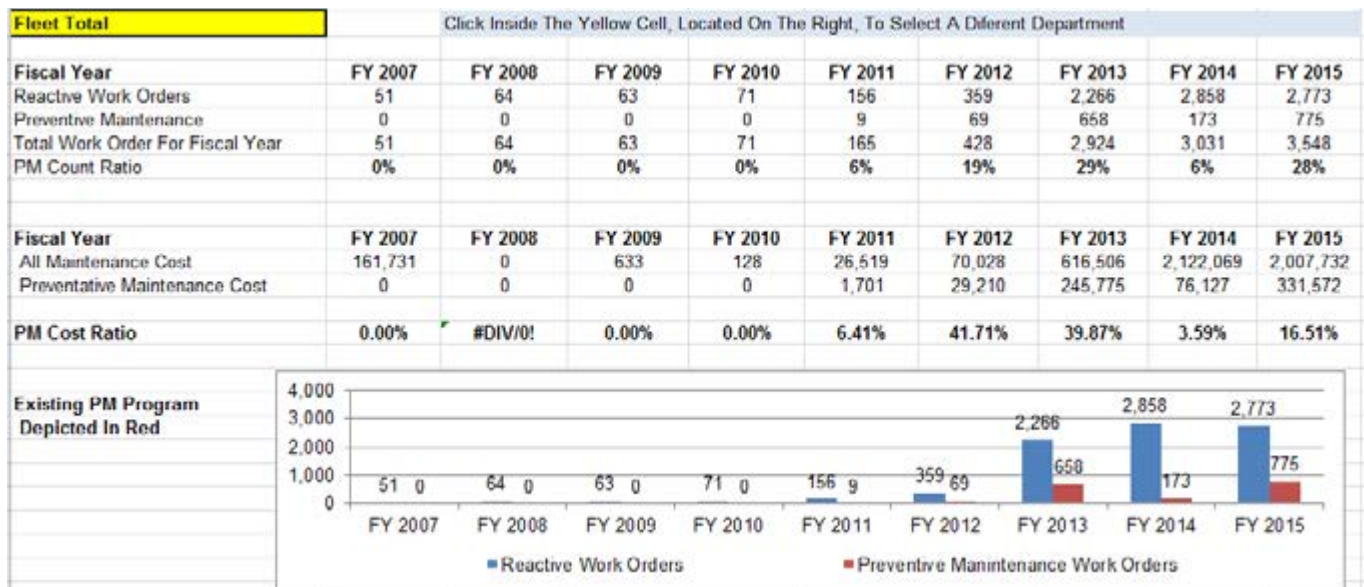 Fleet Total Click Inside The Yellow Cell, Located On The Right, To Select A Diferent Department
Fiscal Year FY 2007 FY 2008 FY 2009 FY 2010 FY 2011 FY 2012 FY 2013 FY 2014 FY 2015
Reactive Work Orders 51 64 63 71 156 359 2,266 2,858 2,773
Preventive Maintenance 0 0 0 0 9 69 658 173 775
Total Work Order For Fiscal Year 51 64 63 71 165 428 2,924 3,031 3,548
PM Count Ratio 0% 0% 0% 0% 6% 19% 29% 6% 28%
Fiscal Year FY 2007 FY 2008 FY 2009 FY 2010 FY 2011 FY 2012 FY 2013 FY 2014 FY 2015
All Maintenance Cost 161,731 0 633 128 26,519 70,028 616,506 2,122,069 2,007,732
Preventative Maintenance Cost 0 0 0 0 1,701 29,210 245,775 76,127 331,572
PM Cost Ratio 0.00% #DIV/0! 0.00% 0.00% 6.41% 41.71% 39.87% 3.59% 16.51%
Existing PM Program
Depicted In Red
4,000
3,000
2,000
1,000
0
51 0 64 0 63 0 71 0 156 9 359 69 2,266 658 2,858 173 2,773 775
FY 2007 FY 2008 FY 2009 FY 2010 FY 2011 FY 2012 FY 2013 FY 2014 FY 2015
Reactive Work Orders Preventive Manintenance Work Orders